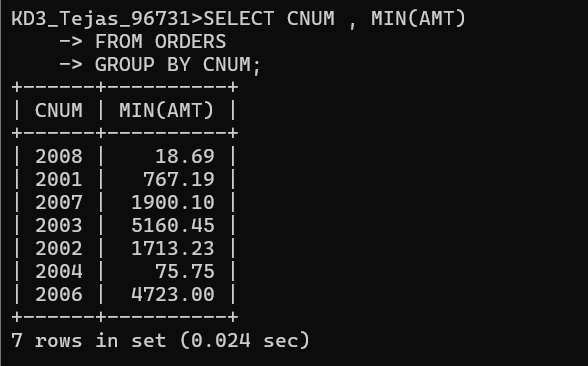 KD3_Tejas_96731>SELECT CNUM , MIN(AMT)
    -> FROM ORDERS
    -> GROUP BY CNUM;
+------+----------+
| CNUM | MIN(AMT) |
+------+----------+
| 2008 |    18.69 |
| 2001 |   767.19 |
| 2007 |  1900.10 |
| 2003 |  5160.45 |
| 2002 |  1713.23 |
| 2004 |    75.75 |
| 2006 |  4723.00 |
+------+----------+
7 rows in set (0.024 sec)